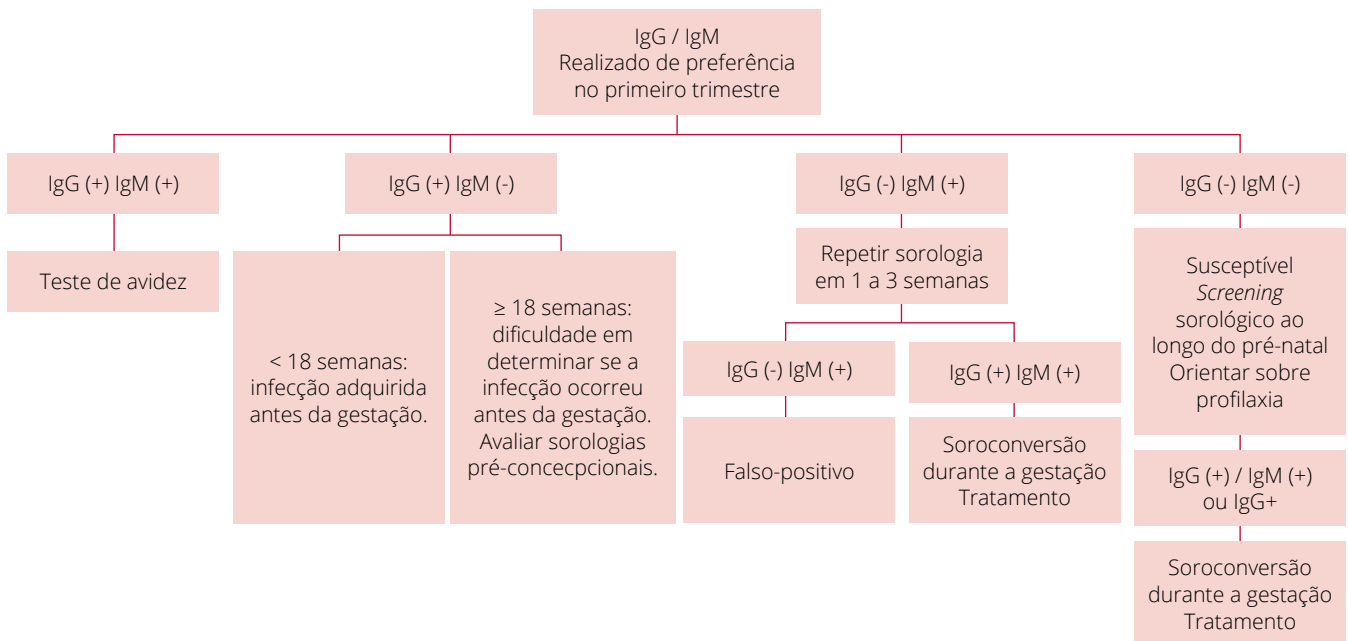 IgG / IgM
Realizado de preferência
no primeiro trimestre
IgG (+) IgM (+)
IgG (+) IgM (-)
IgG (-) IgM (+)
IgG (-) IgM (-)
Teste de avidez
< 18 semanas:
infecção adquirida
antes da gestação.
≥ 18 semanas:
dificuldade em
determinar se a
infecção ocorreu
antes da gestação.
Avaliar sorologias
pré-concecpcionais.
Repetir sorologia
em 1 a 3 semanas
IgG (-) IgM (+)
Falso-positivo
IgG (+) IgM (+)
Soroconversão
durante a gestação
Tratamento
Susceptível
Screening
sorológico ao
longo do pré-natal
Orientar sobre
profilaxia
IgG (+) / IgM (+)
ou IgG+
Soroconversão
durante a gestação
Tratamento